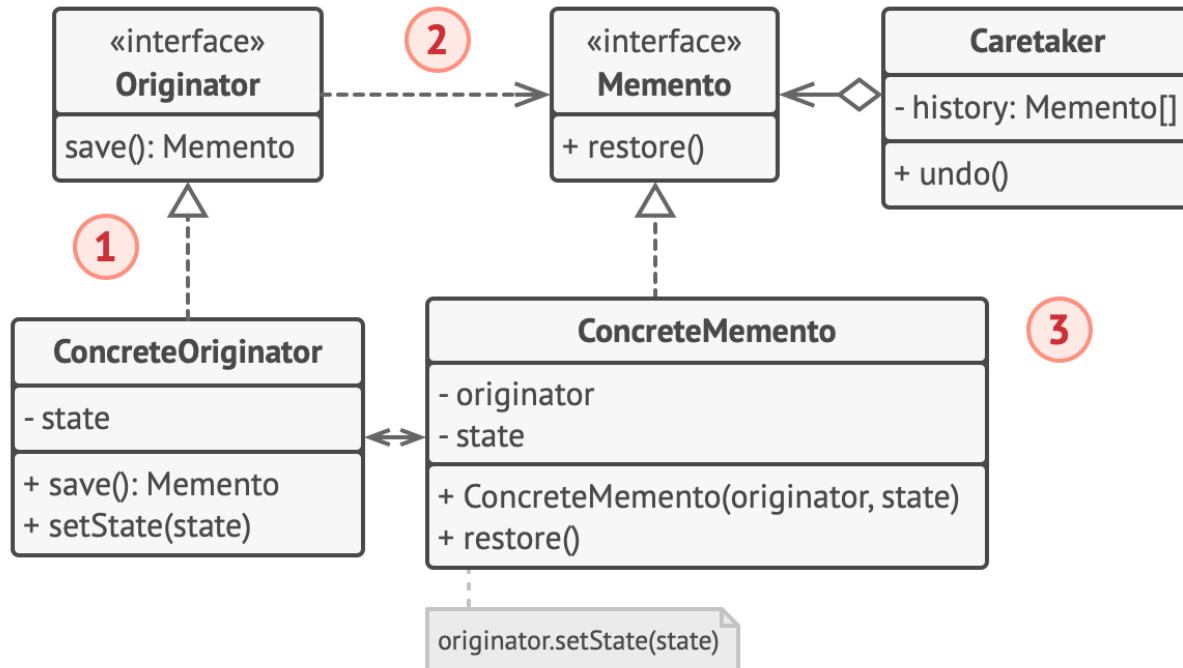 «interface»
Originator
save(): Memento
2
«interface»
Memento
+ restore()
Caretaker
- history: Memento[]
+ undo()
1
ConcreteOriginator
- state
+ save(): Memento
+ setState(state)
ConcreteMemento
- originator
- state
+ ConcreteMemento(originator, state)
+ restore()
3
originator.setState(state)